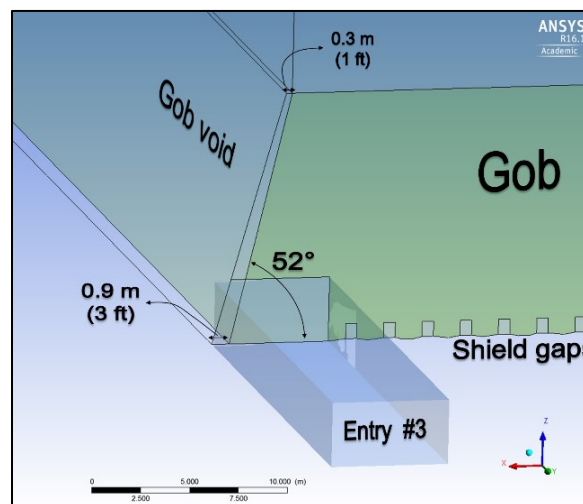 ANSYS
R16.1
Academic
0.3 m
(1 ft)
Gob void
Gob
52°
0.9 m
(3 ft)
Shield gaps
Entry #3
0.000
5.000
10.000 (m)
2.500
7.500
Z
X
Y